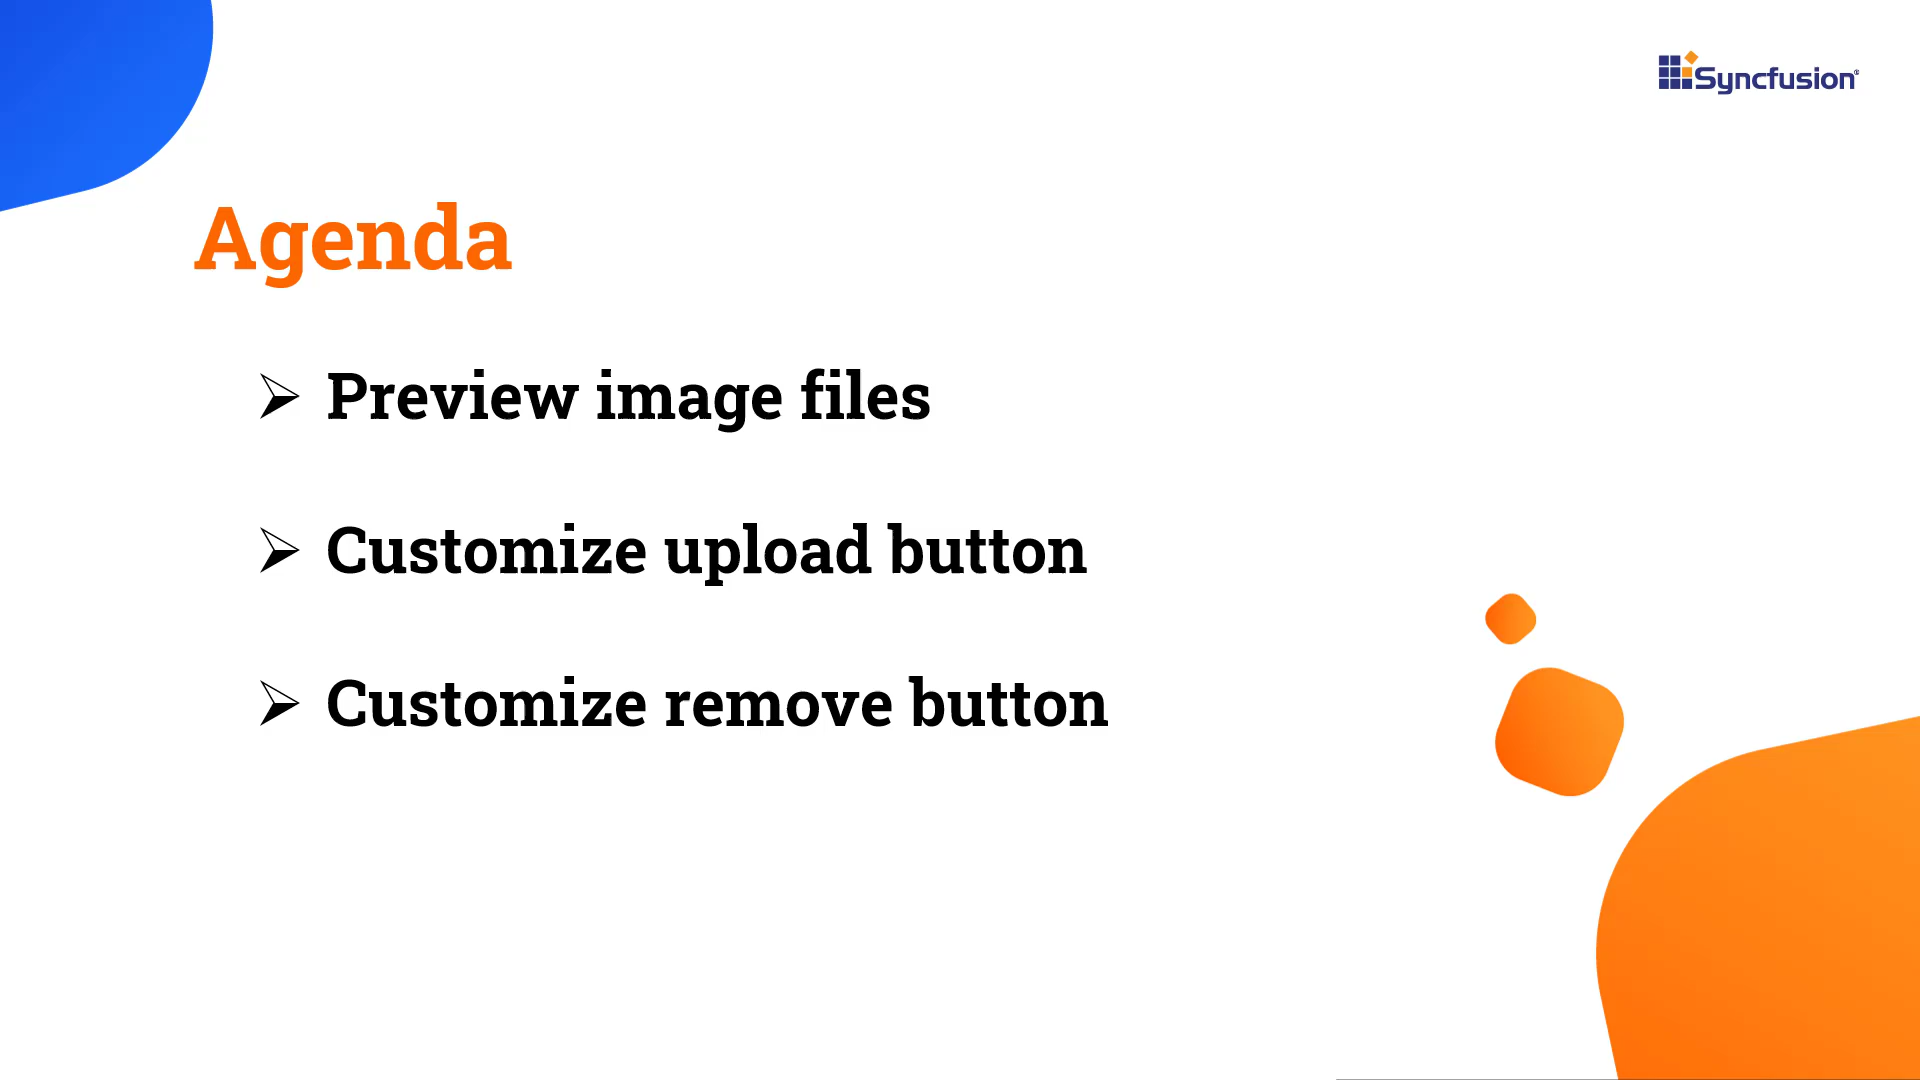 Syncfusion®
Agenda
➢ Preview image files
➢ Customize upload button
➢ Customize remove button